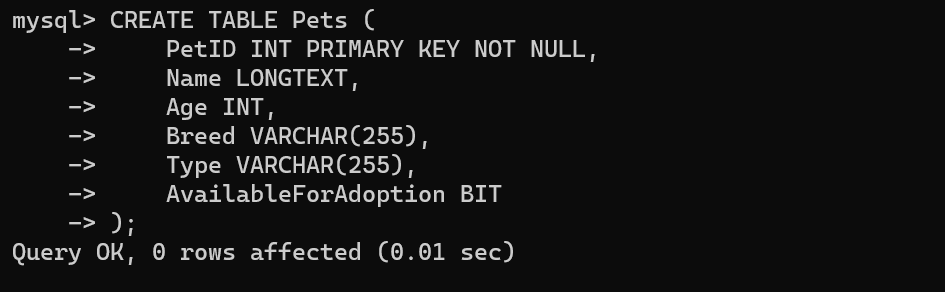 mysql> CREATE TABLE Pets (
    ->     PetID INT PRIMARY KEY NOT NULL,
    ->     Name LONGTEXT,
    ->     Age INT,
    ->     Breed VARCHAR(255),
    ->     Type VARCHAR(255),
    ->     AvailableForAdoption BIT
    -> );
Query OK, 0 rows affected (0.01 sec)